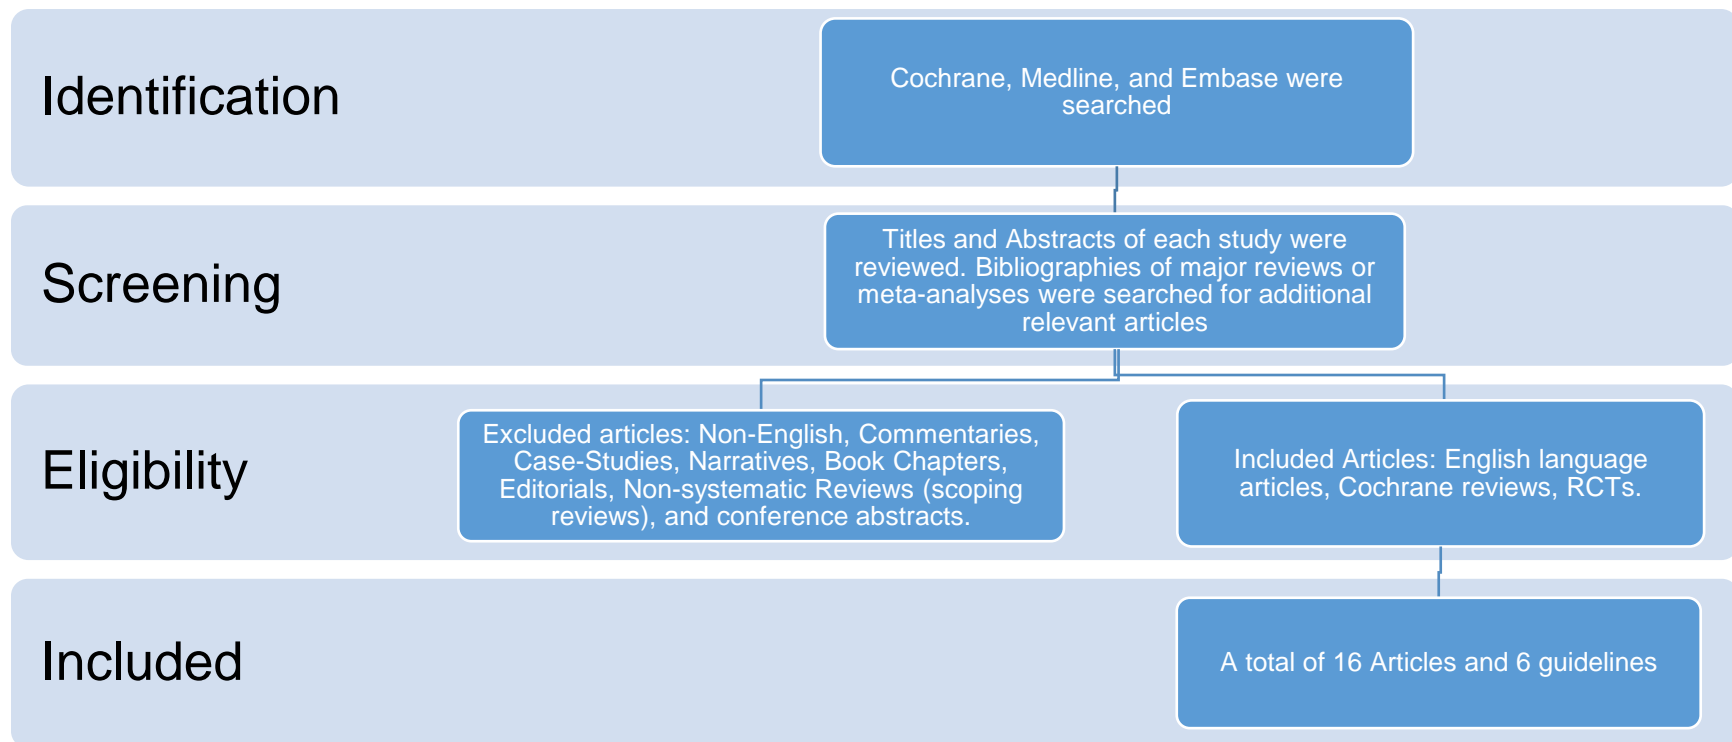 Identification
Cochrane, Medline, and Embase were
searched
Screening
Titles and Abstracts of each study were
reviewed. Bibliographies of major reviews or
meta-analyses were searched for additional
relevant articles
Eligibility
Excluded articles: Non-English, Commentaries,
Case-Studies, Narratives, Book Chapters,
Editorials, Non-systematic Reviews (scoping
reviews), and conference abstracts.
Included Articles: English language
articles, Cochrane reviews, RCTs.
Included
A total of 16 Articles and 6 guidelines